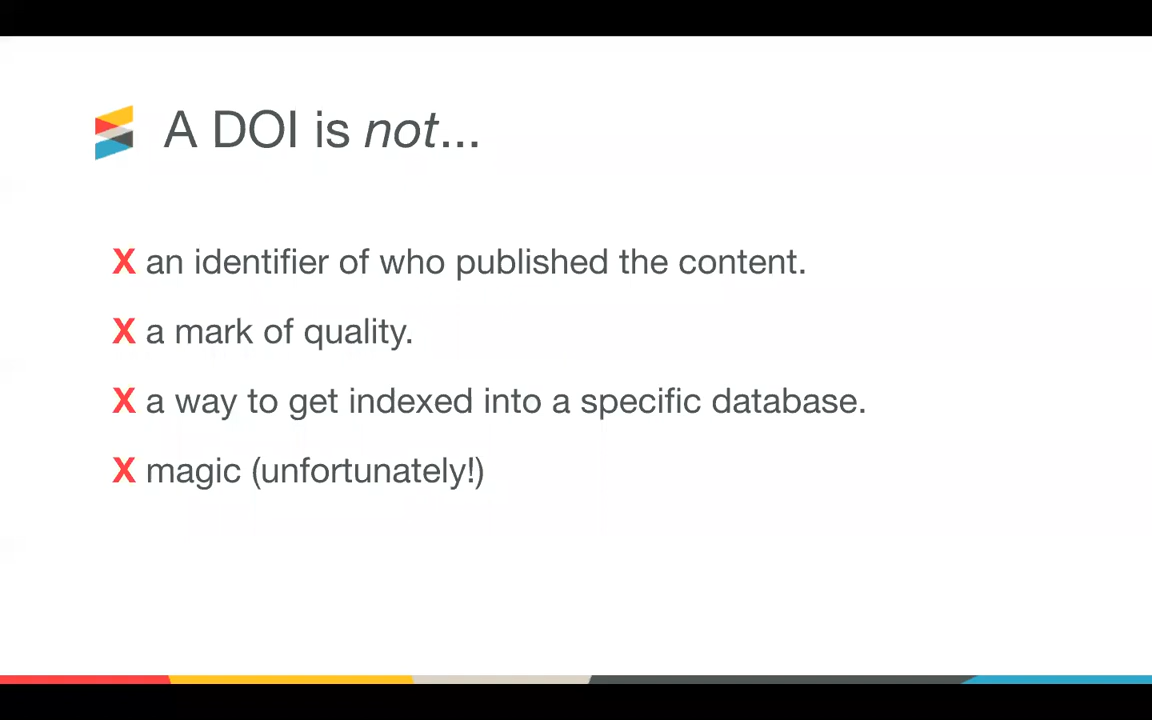 A DOI is not...
X an identifier of who published the content.
X a mark of quality.
X a way to get indexed into a specific database.
X magic (unfortunately!)